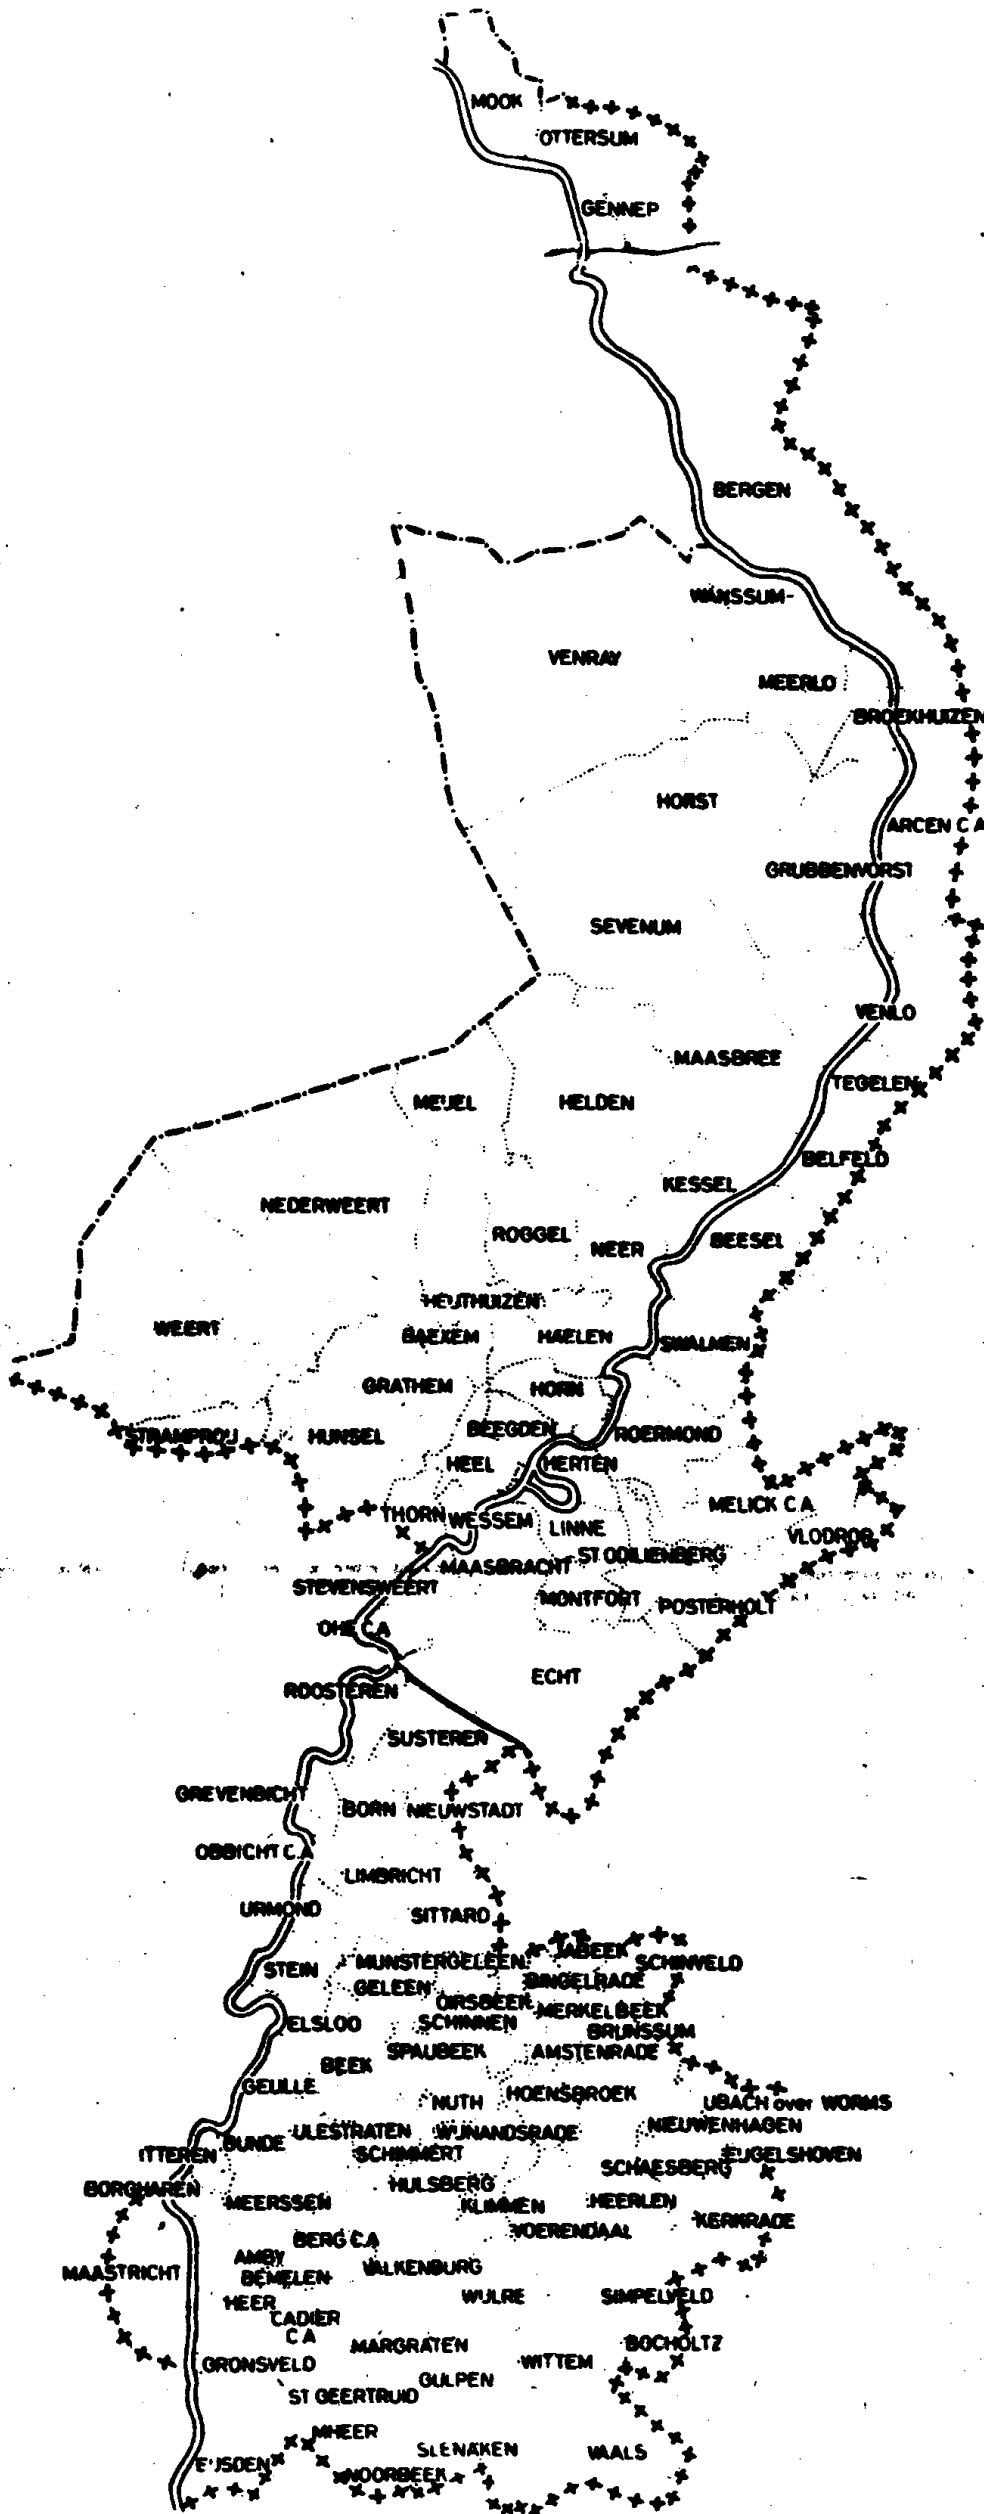 MOOK
OTTERSUM
GENNEP
BERGEN
WANSSUM
VENRAY
MEERLO
BROEKHUIZEN
HORST
ARCEN C A
GRUBBENVORST
SEVENUM
VENLO
MAASBREE
TEGELEN
MEIJEL
HELDEN
BELFELD
KESSEL
NEDERWEERT
ROGGEL
NEER
BEESEL
HEIJTHUIZEN
WEERT
BAEXEM
HAELEN
SWALMEN
GRATHEM
HORN
BEEGDEN
ROERMOND
STRAMPROIJ
HUNSEL
HEEL
HERTEN
MELICK C A
THORN
WESSEM
LINNE
VLODROP
ST ODILIENBERG
MAASBRACHT
STEVENSWEERT
MONTFORT
POSTERHOLT
OHE C A
ECHT
ROOSTEREN
SUSTEREN
GREVENBICHT
BORN
NIEUWSTADT
OBBICHT C.A
LIMBRICHT
URMOND
SITTARD
JABEEK
MUNSTERGELEEN
SCHINVELD
STEIN
BINGELRADE
GELEEN
OIRSBEEK
MERKELBEEK
ELSLOO
SCHINNEN
BRUNSSUM
SPAUBEEK
AMSTENRADE
BEEK
GEULLE
HOENSBROEK
NUTH
UBACH over WORMS
NIEUWENHAGEN
ULESTRATEN
WIJNANDSRADE
BUNDE
ITTEREN
SCHIMMERT
EIJGELSHOVEN
SCHAESBERG
HULSBERG
BORGHAREN
MEERSSEN
KLIMMEN
HEERLEN
KERKRADE
VOERENDAAL
BERG C A
AMBY
VALKENBURG
MAASTRICHT
BEMELEN
WIJLRE
SIMPELVELD
HEER
CADIER
C A
MARGRATEN
BOCHOLTZ
GRONSVELD
WITTEM
GULPEN
ST GEERTRUID
MHEER
SLENAKEN
VAALS
EIJSDEN
NOORBEEK